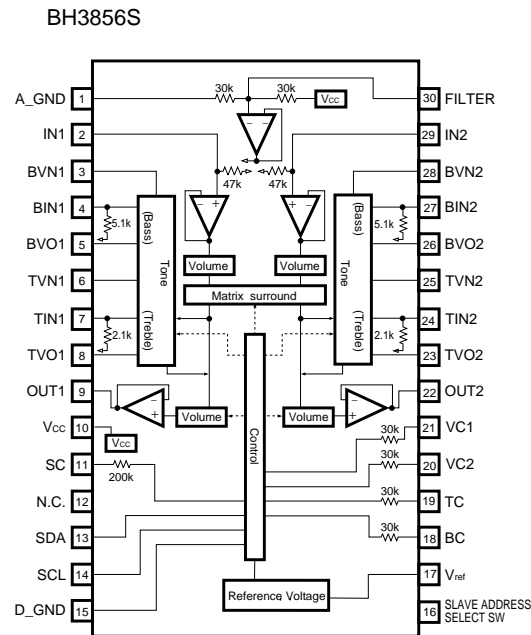 BH3856S
A_GND 1 30k 30k Vcc 30 FILTER
IN1 2 29 IN2
47k 47k
BVN1 3 28 BVN2
BIN1 4 5.1k (Bass) (Bass) 5.1k 27 BIN2
BVO1 5 26 BVO2
Volume Volume
TVN1 6 Tone Tone 25 TVN2
Matrix surround
TIN1 7 2.1k (Treble) (Treble) 2.1k 24 TIN2
TVO1 8 23 TVO2
OUT1 9 22 OUT2
Volume Volume
Vcc 10 Vcc 30k 21 VC1
SC 11 200k Control 30k 20 VC2
N.C. 12 30k 19 TC
SDA 13 30k 18 BC
SCL 14 17 Vref
Reference Voltage
D_GND 15 16 SLAVE ADDRESS
SELECT SW